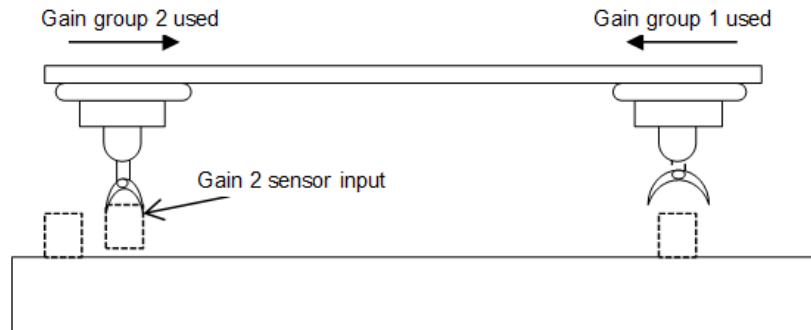 Gain group 2 used
Gain group 1 used
Gain 2 sensor input